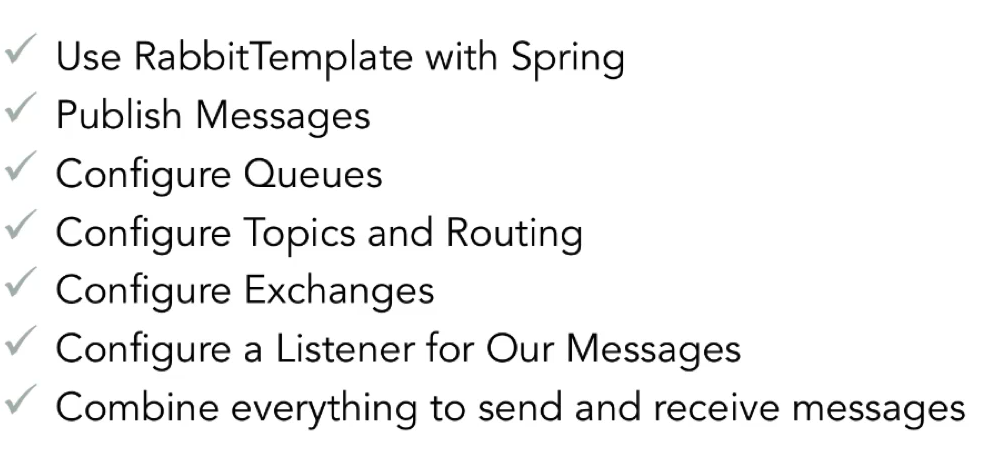 Use RabbitTemplate with Spring
Publish Messages
Configure Queues
Configure Topics and Routing
Configure Exchanges
Configure a Listener for Our Messages
Combine everything to send and receive messages